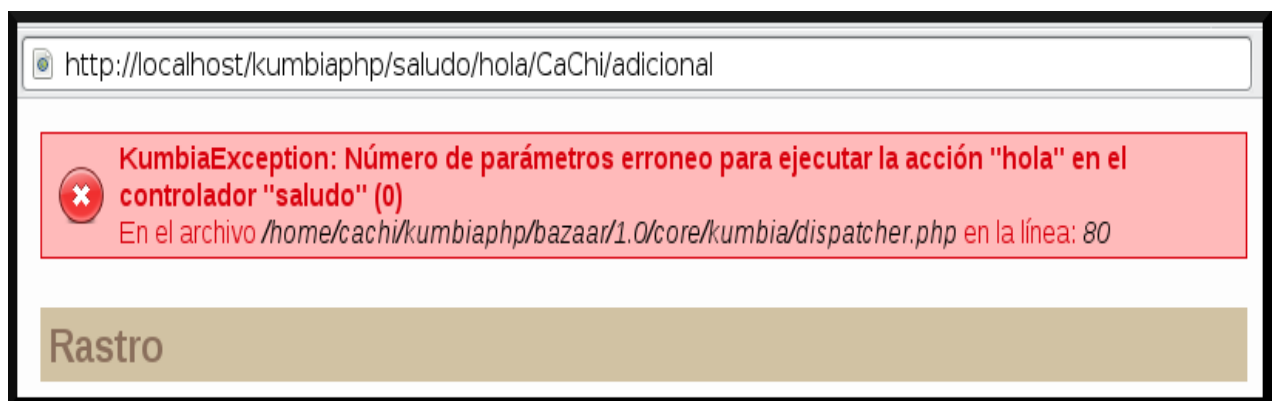 http://localhost/kumbiaphp/saludo/hola/CaChi/adicional
KumbiaException: Número de parámetros erroneo para ejecutar la acción "hola" en el
controlador "saludo" (0)
En el archivo /home/cachi/kumbiaphp/bazaar/1.0/core/kumbia/dispatcher.php en la línea: 80
Rastro